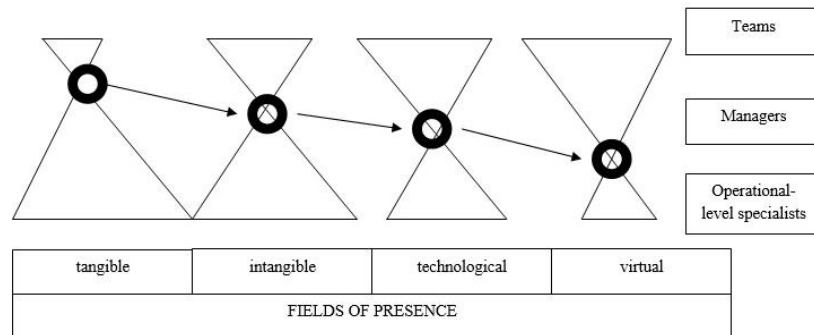 Teams
Managers
Operational-
level specialists
tangible
intangible
technological
virtual
FIELDS OF PRESENCE